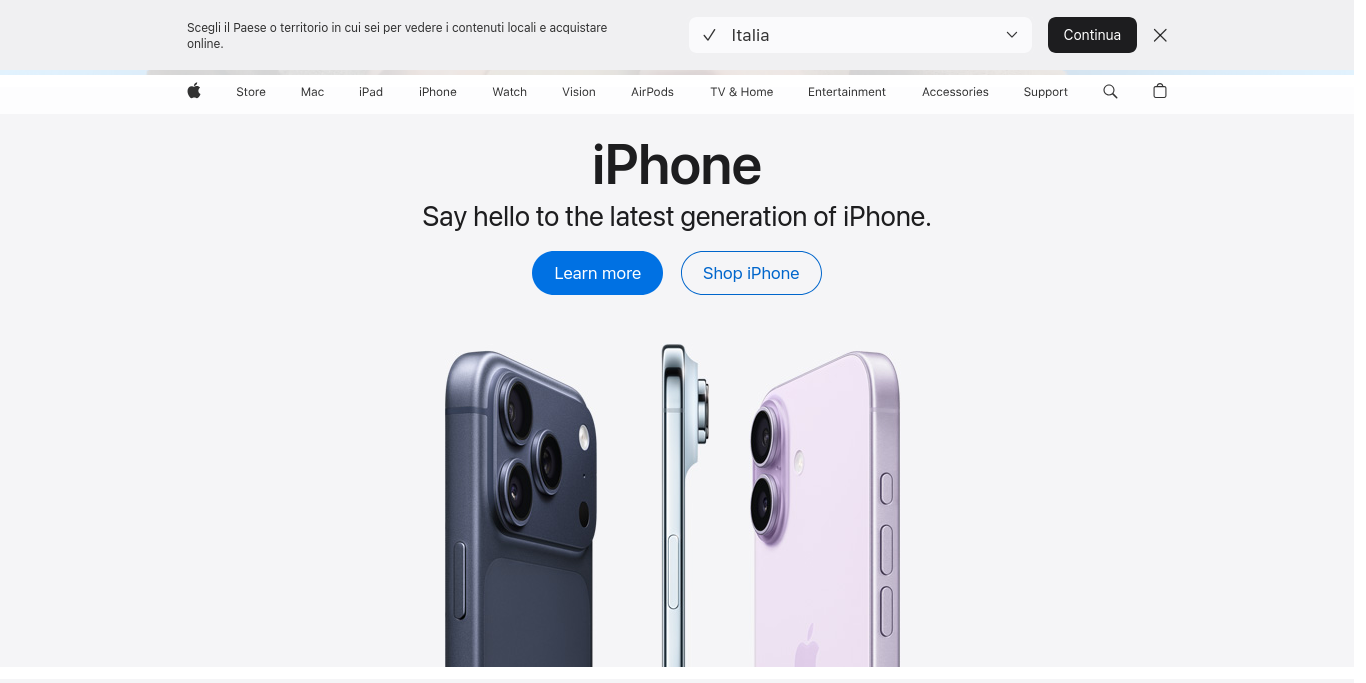 Scegli il Paese o territorio in cui sei per vedere i contenuti locali e acquistare
online.
Italia
Continua
Store Mac iPad iPhone Watch Vision AirPods TV & Home Entertainment Accessories Support
iPhone
Say hello to the latest generation of iPhone.
Learn more Shop iPhone